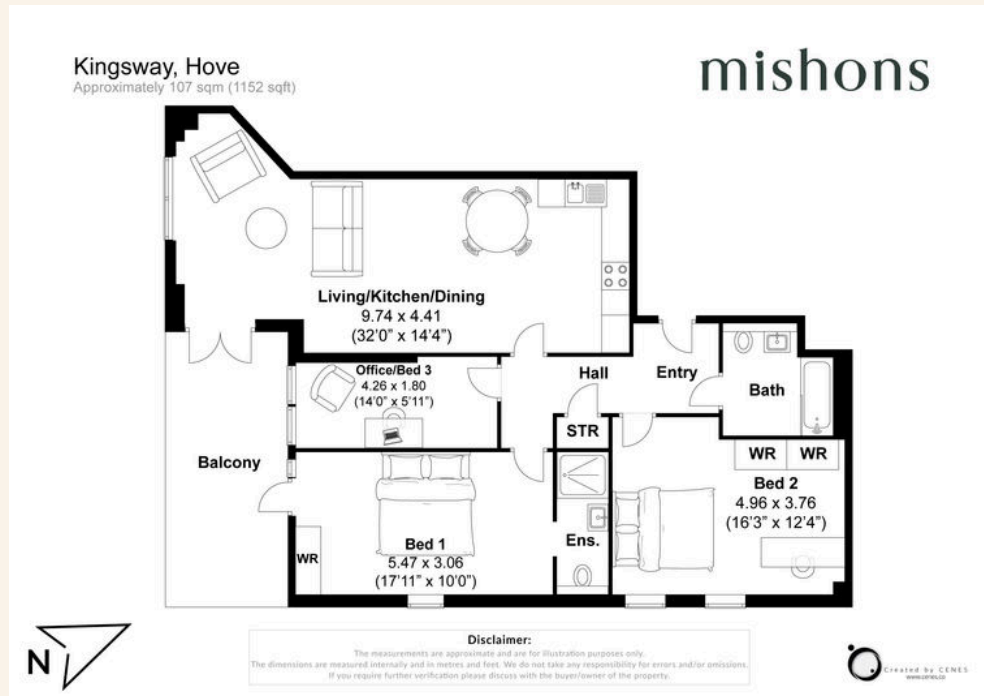 Kingsway, Hove
Approximately 107 sqm (1152 sqft)
mishons
Living/Kitchen/Dining
9.74 x 4.41
(32'0" x 14'4")
Office/Bed 3
4.26 x 1.80
(14'0" x 5'11")
Hall
Entry
Bath
STR
Balcony
WR
WR
Bed 2
4.96 x 3.76
(16'3" x 12'4")
Ens.
Bed 1
5.47 x 3.06
(17'11" x 10'0")
WR
N
Disclaimer:
The measurements are approximate and are for illustration purposes only.
The dimensions are measured internally and in metres and feet. We do not take any responsibility for errors and/or omissions.
If you require further verification please discuss with the buyer/owner of the property.
Created by CENES
www.cenes.co